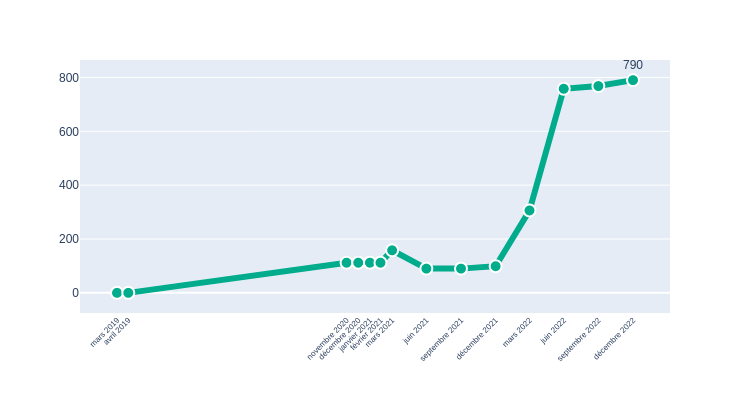 790
800
600
400
200
0
mars 2019
avril 2019
novembre 2020
décembre 2020
janvier 2021
février 2021
mars 2021
juin 2021
septembre 2021
décembre 2021
mars 2022
juin 2022
septembre 2022
décembre 2022